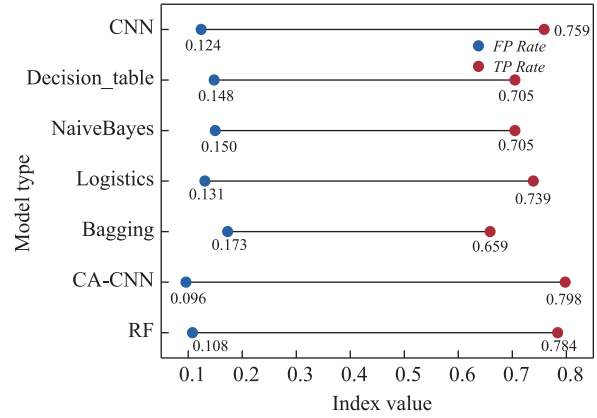 CNN
0.124
0.759
FP Rate
TP Rate
Decision_table
0.148
0.705
NaiveBayes
0.150
0.705
Logistics
0.131
0.739
Bagging
0.173
0.659
CA-CNN
0.096
0.798
RF
0.108
0.784
Model type
0.1 0.2 0.3 0.4 0.5 0.6 0.7 0.8
Index value